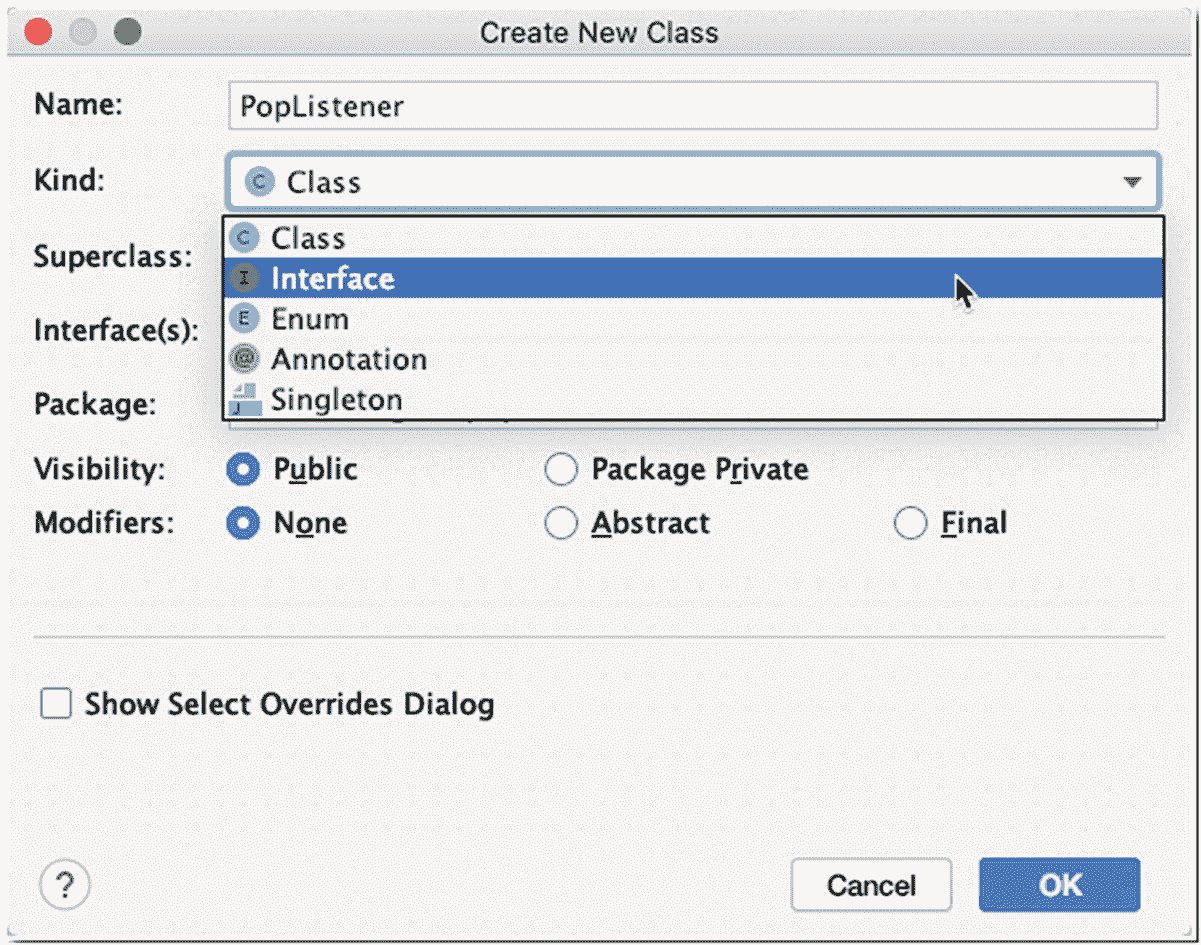 Create New Class
Name: PopListener
Kind: C Class
Superclass:
C Class
I Interface
Interface(s):
E Enum
@ Annotation
Package:
J Singleton
Visibility: Public Package Private
Modifiers: None Abstract Final
Show Select Overrides Dialog
? Cancel OK